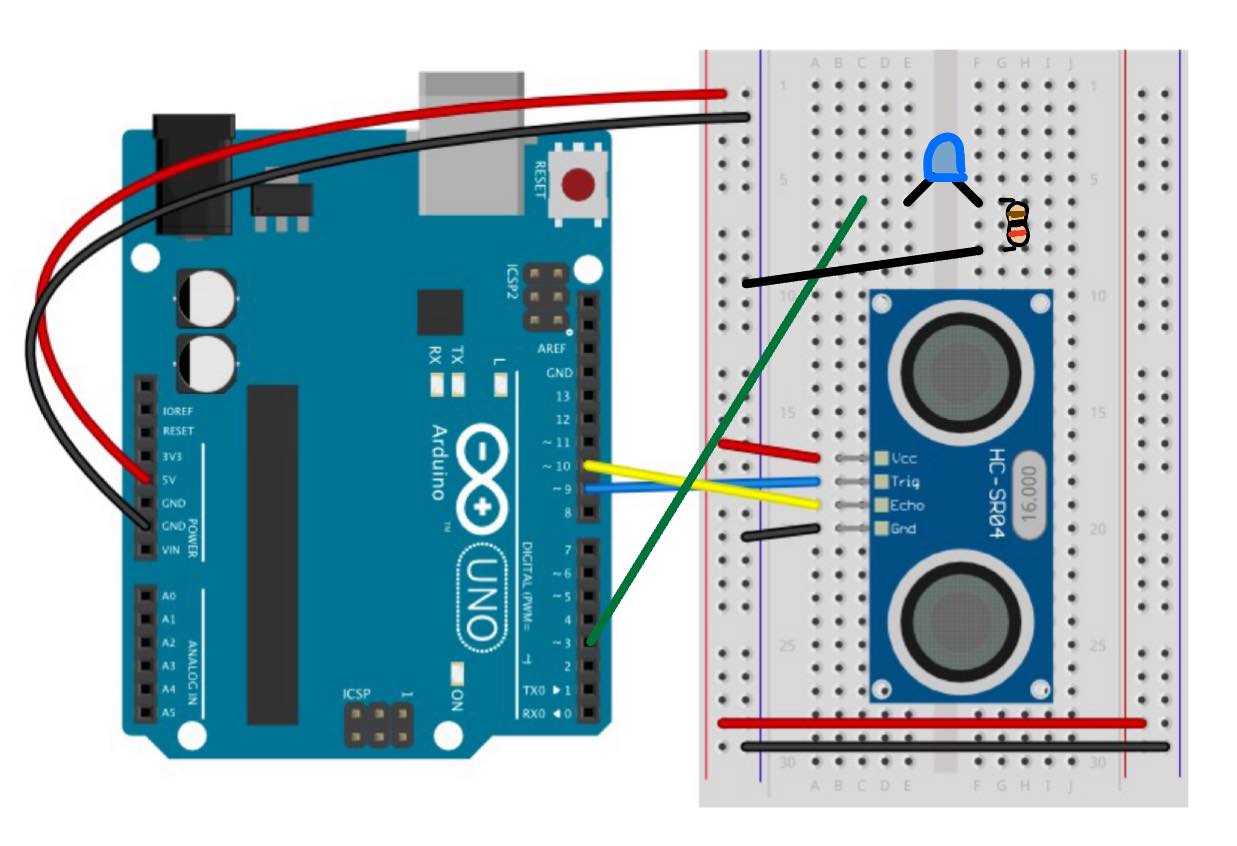 A B C D E F G H I J
1 1
5 5
10 10
15 15
20 20
25 25
30 30
A B C D E F G H I J
RESET
ICSP2
AREF
GND
13
12
~ 11
~ 10
~ 9
8
7
~ 6
~ 5
4
~ 3
2
TX0 ▶ 1
RX0 ◀ 0
DIGITAL (PWM=
RX
TX
L
Arduino
™
UNO
ON
ICSP
1
IOREF
RESET
3V3
5V
GND
GND
VIN
POWER
A0
A1
A2
A3
A4
A5
ANALOG IN
Vcc
Trig
Echo
Gnd
HC-SR04
16.000